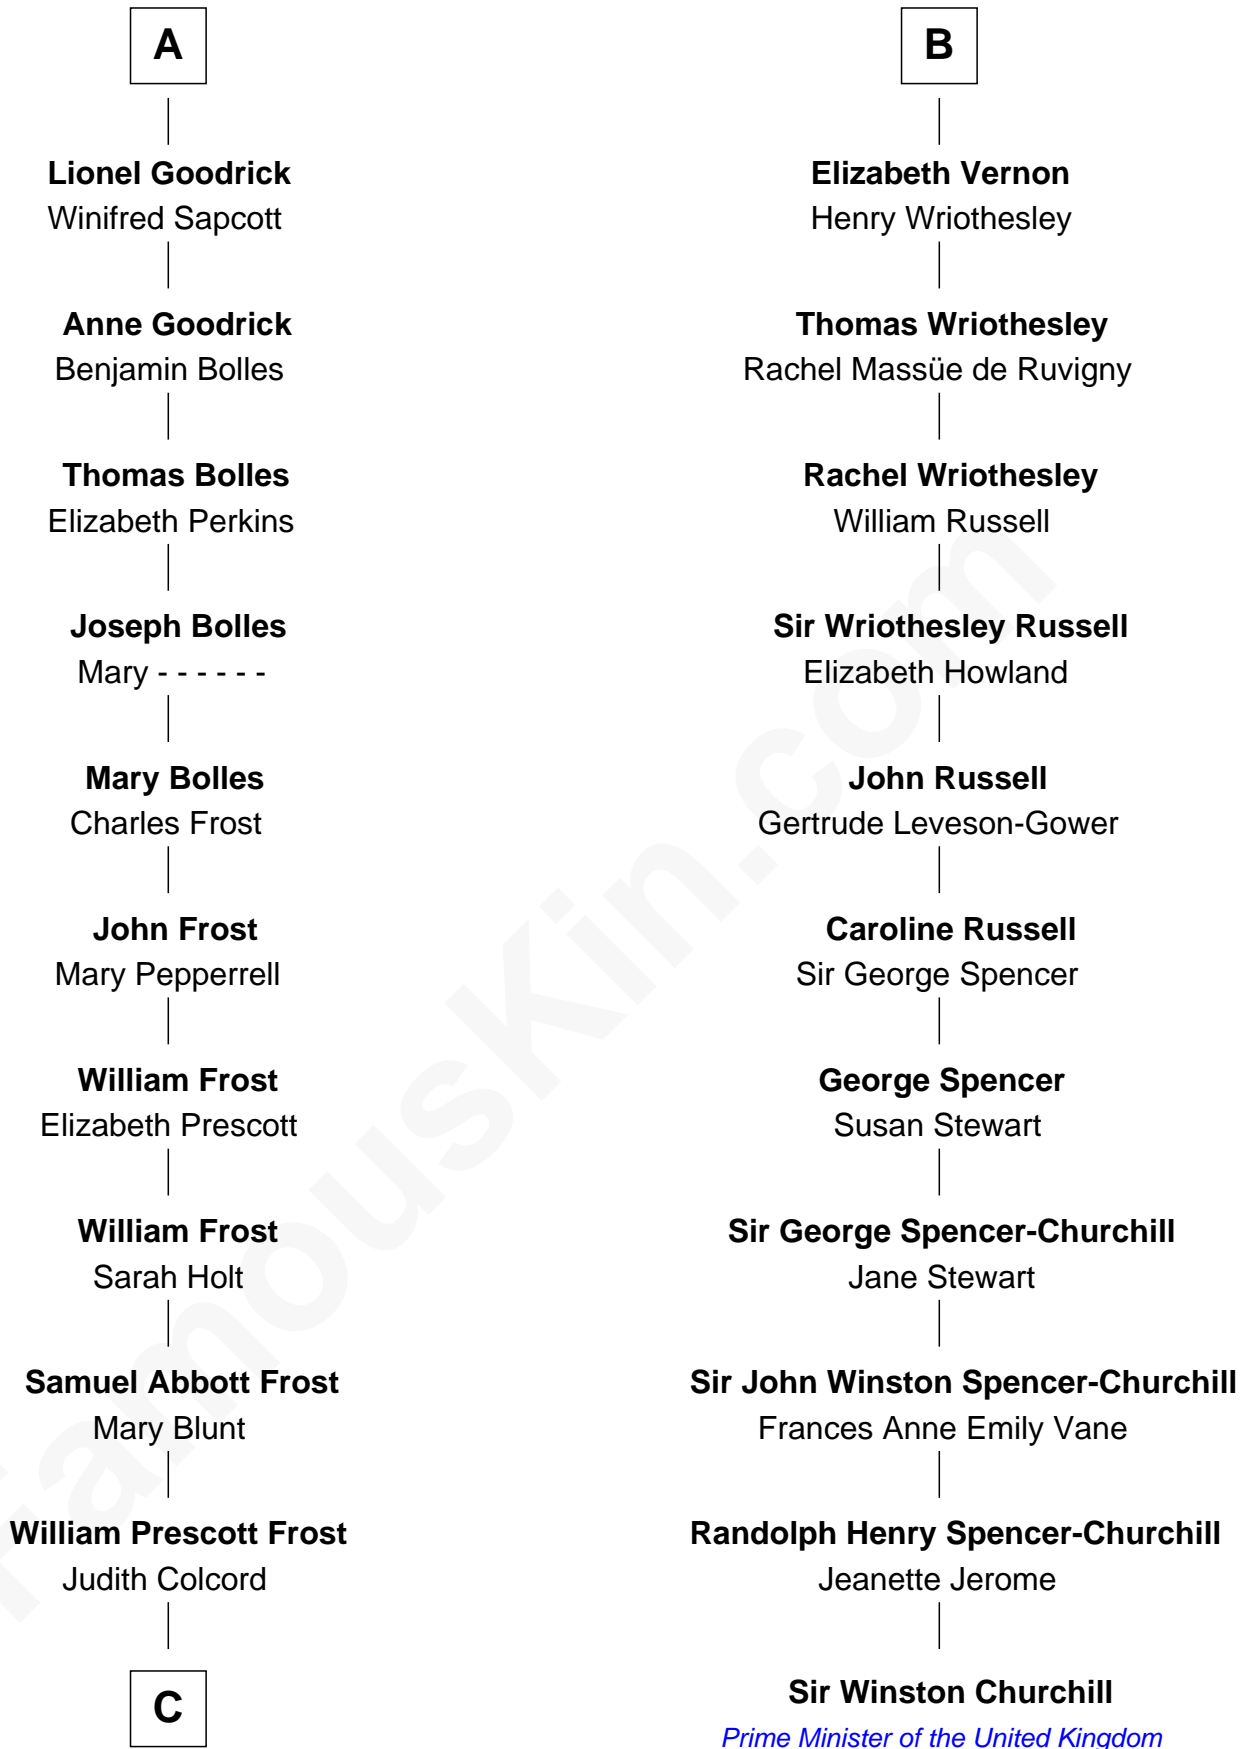 A
Lionel Goodrick
Winifred Sapcott
Anne Goodrick
Benjamin Bolles
Thomas Bolles
Elizabeth Perkins
Joseph Bolles
Mary - - - - - -
Mary Bolles
Charles Frost
John Frost
Mary Pepperrell
William Frost
Elizabeth Prescott
William Frost
Sarah Holt
Samuel Abbott Frost
Mary Blunt
William Prescott Frost
Judith Colcord
C
B
Elizabeth Vernon
Henry Wriothesley
Thomas Wriothesley
Rachel Massüe de Ruvigny
Rachel Wriothesley
William Russell
Sir Wriothesley Russell
Elizabeth Howland
John Russell
Gertrude Leveson-Gower
Caroline Russell
Sir George Spencer
George Spencer
Susan Stewart
Sir George Spencer-Churchill
Jane Stewart
Sir John Winston Spencer-Churchill
Frances Anne Emily Vane
Randolph Henry Spencer-Churchill
Jeanette Jerome
Sir Winston Churchill
Prime Minister of the United Kingdom
FamousKin.com